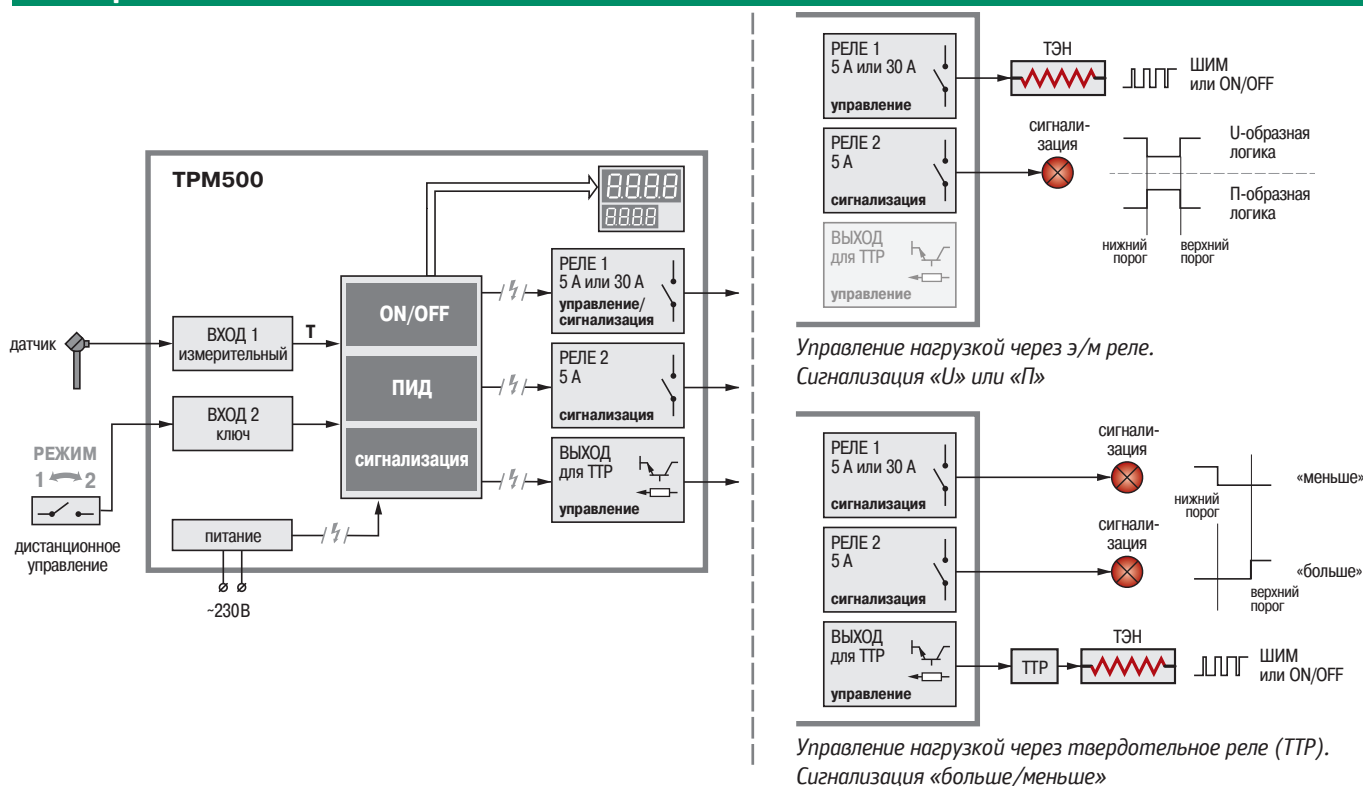 ТРМ500
8.8.8.8
8.8.8.8
датчик
ВХОД 1
измерительный
Т
ВХОД 2
ключ
РЕЖИМ
1 2
дистанционное
управление
питание
~230В
ON/OFF
ПИД
сигнализация
РЕЛЕ 1
5 А или 30 А
управление/
сигнализация
РЕЛЕ 2
5 А
сигнализация
ВЫХОД
для ТТР
управление
РЕЛЕ 1
5 А или 30 А
управление
ТЭН
ШИМ
или ON/OFF
РЕЛЕ 2
5 А
сигнализация
сигнали-
зация
U-образная
логика
П-образная
логика
нижний
порог
верхний
порог
ВЫХОД
для ТТР
управление
Управление нагрузкой через э/м реле.
Сигнализация «U» или «П»
РЕЛЕ 1
5 А или 30 А
сигнализация
сигнали-
зация
нижний
порог
«меньше»
РЕЛЕ 2
5 А
сигнализация
сигнали-
зация
«больше»
верхний
порог
ВЫХОД
для ТТР
управление
ТТР
ТЭН
ШИМ
или ON/OFF
Управление нагрузкой через твердотельное реле (ТТР).
Сигнализация «больше/меньше»